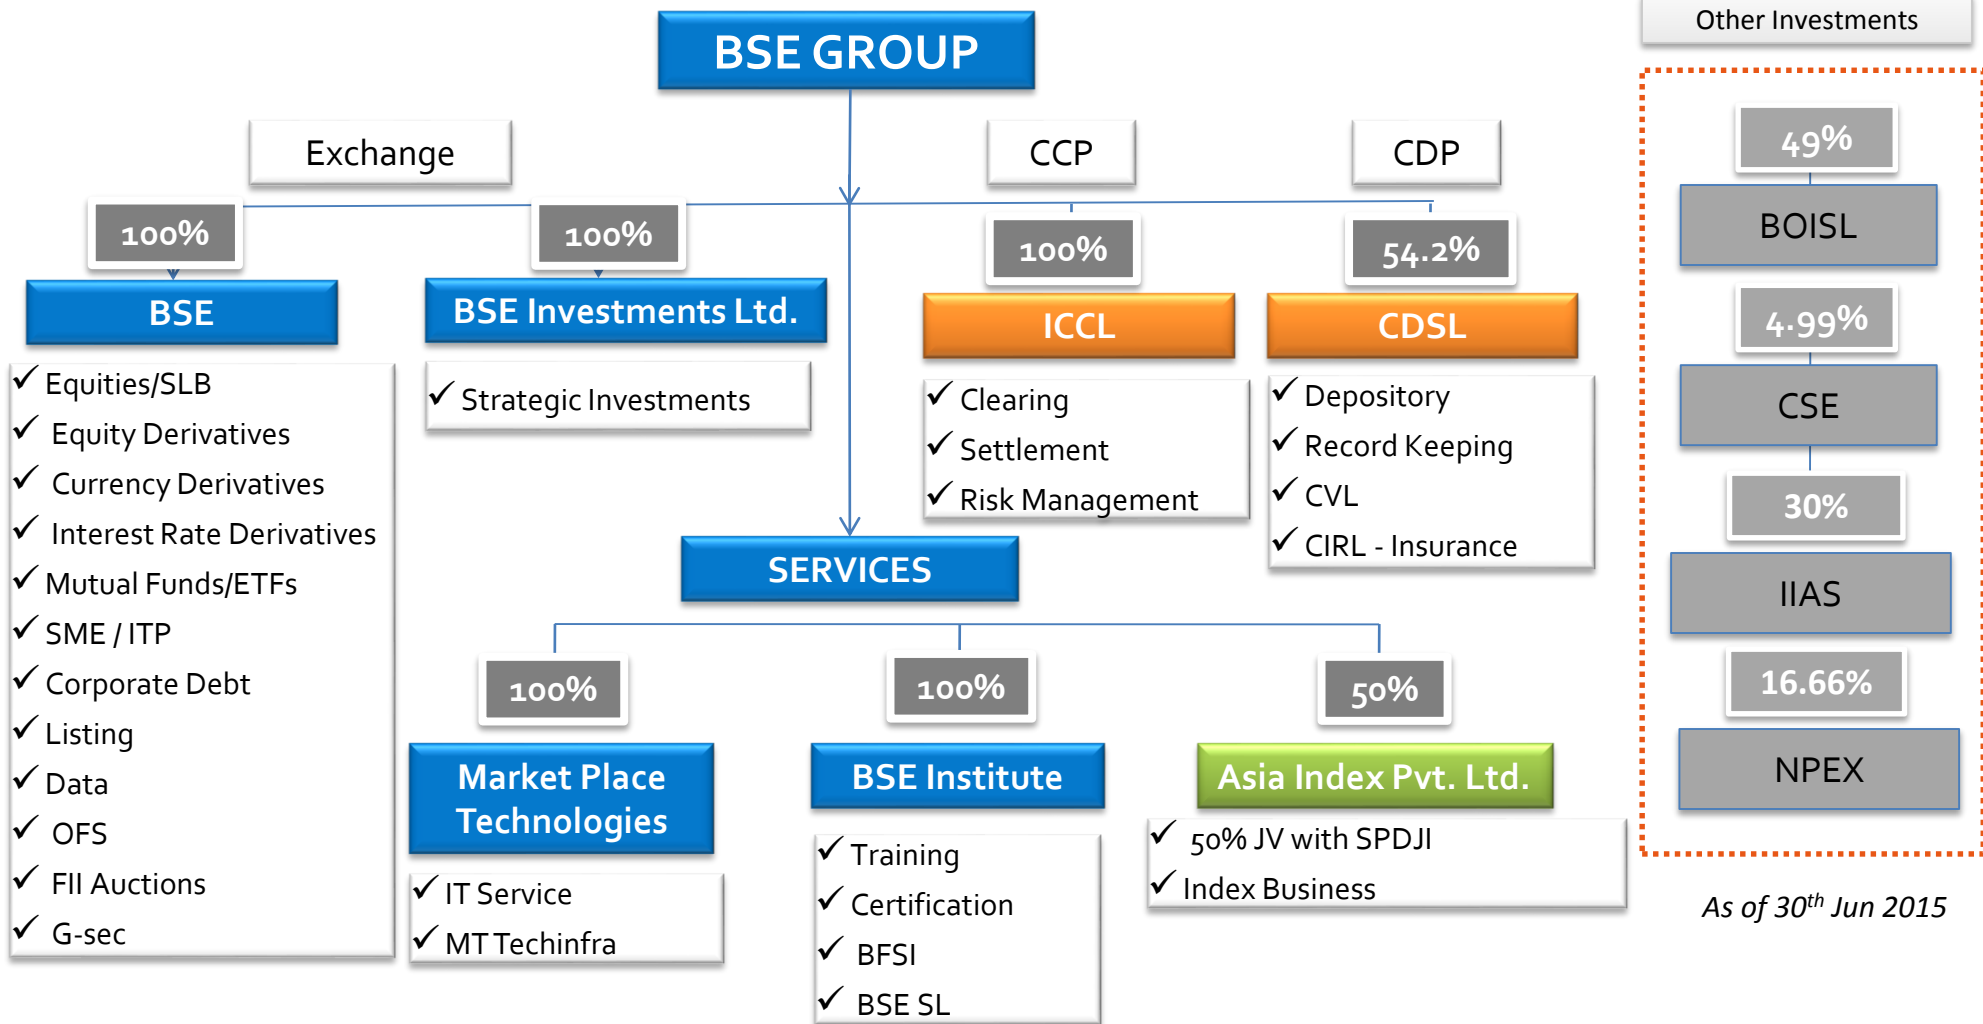 BSE GROUP
Other Investments
Exchange
CCP
CDP
100%
BSE
✓ Equities/SLB
✓ Equity Derivatives
✓ Currency Derivatives
✓ Interest Rate Derivatives
✓ Mutual Funds/ETFs
✓ SME / ITP
✓ Corporate Debt
✓ Listing
✓ Data
✓ OFS
✓ FII Auctions
✓ G-sec
100%
BSE Investments Ltd.
✓ Strategic Investments
100%
ICCL
✓ Clearing
✓ Settlement
✓ Risk Management
54.2%
CDSL
✓ Depository
✓ Record Keeping
✓ CVL
✓ CIRL - Insurance
SERVICES
100%
Market Place
Technologies
✓ IT Service
✓ MT Techinfra
100%
BSE Institute
✓ Training
✓ Certification
✓ BFSI
✓ BSE SL
50%
Asia Index Pvt. Ltd.
✓ 50% JV with SPDJI
✓ Index Business
49%
BOISL
4.99%
CSE
30%
IIAS
16.66%
NPEX
As of 30th Jun 2015